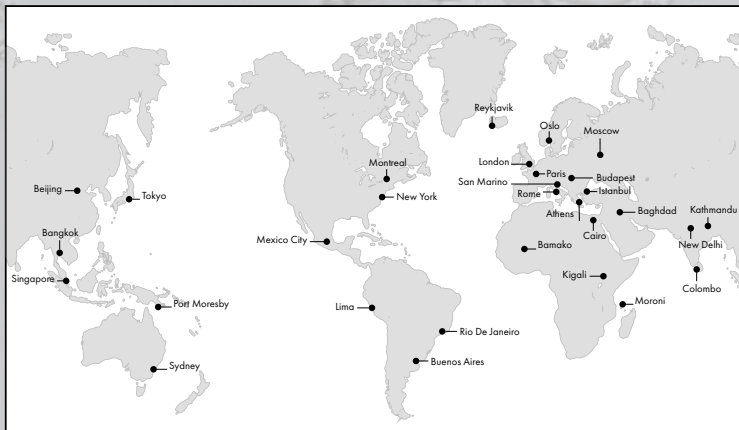 Reykjavik
Oslo
Moscow
London
Paris
Budapest
San Marino
Istanbul
Rome
Athens
Baghdad
Kathmandu
Cairo
New Delhi
Colombo
Bamako
Kigali
Moroni
Montreal
New York
Mexico City
Lima
Rio De Janeiro
Buenos Aires
Beijing
Tokyo
Bangkok
Singapore
Port Moresby
Sydney